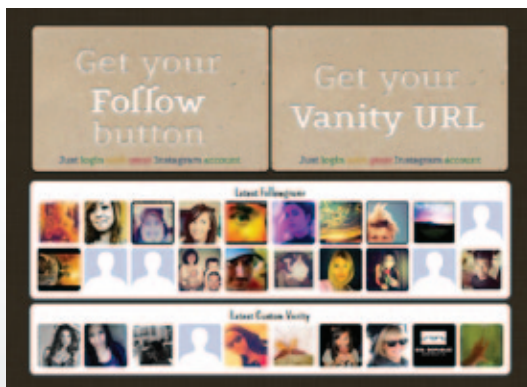 Get your
Follow
button
Just login with your Instagram account
Get your
Vanity URL
Just login with your Instagram account
Latest Followgram
Latest Custom Vanity